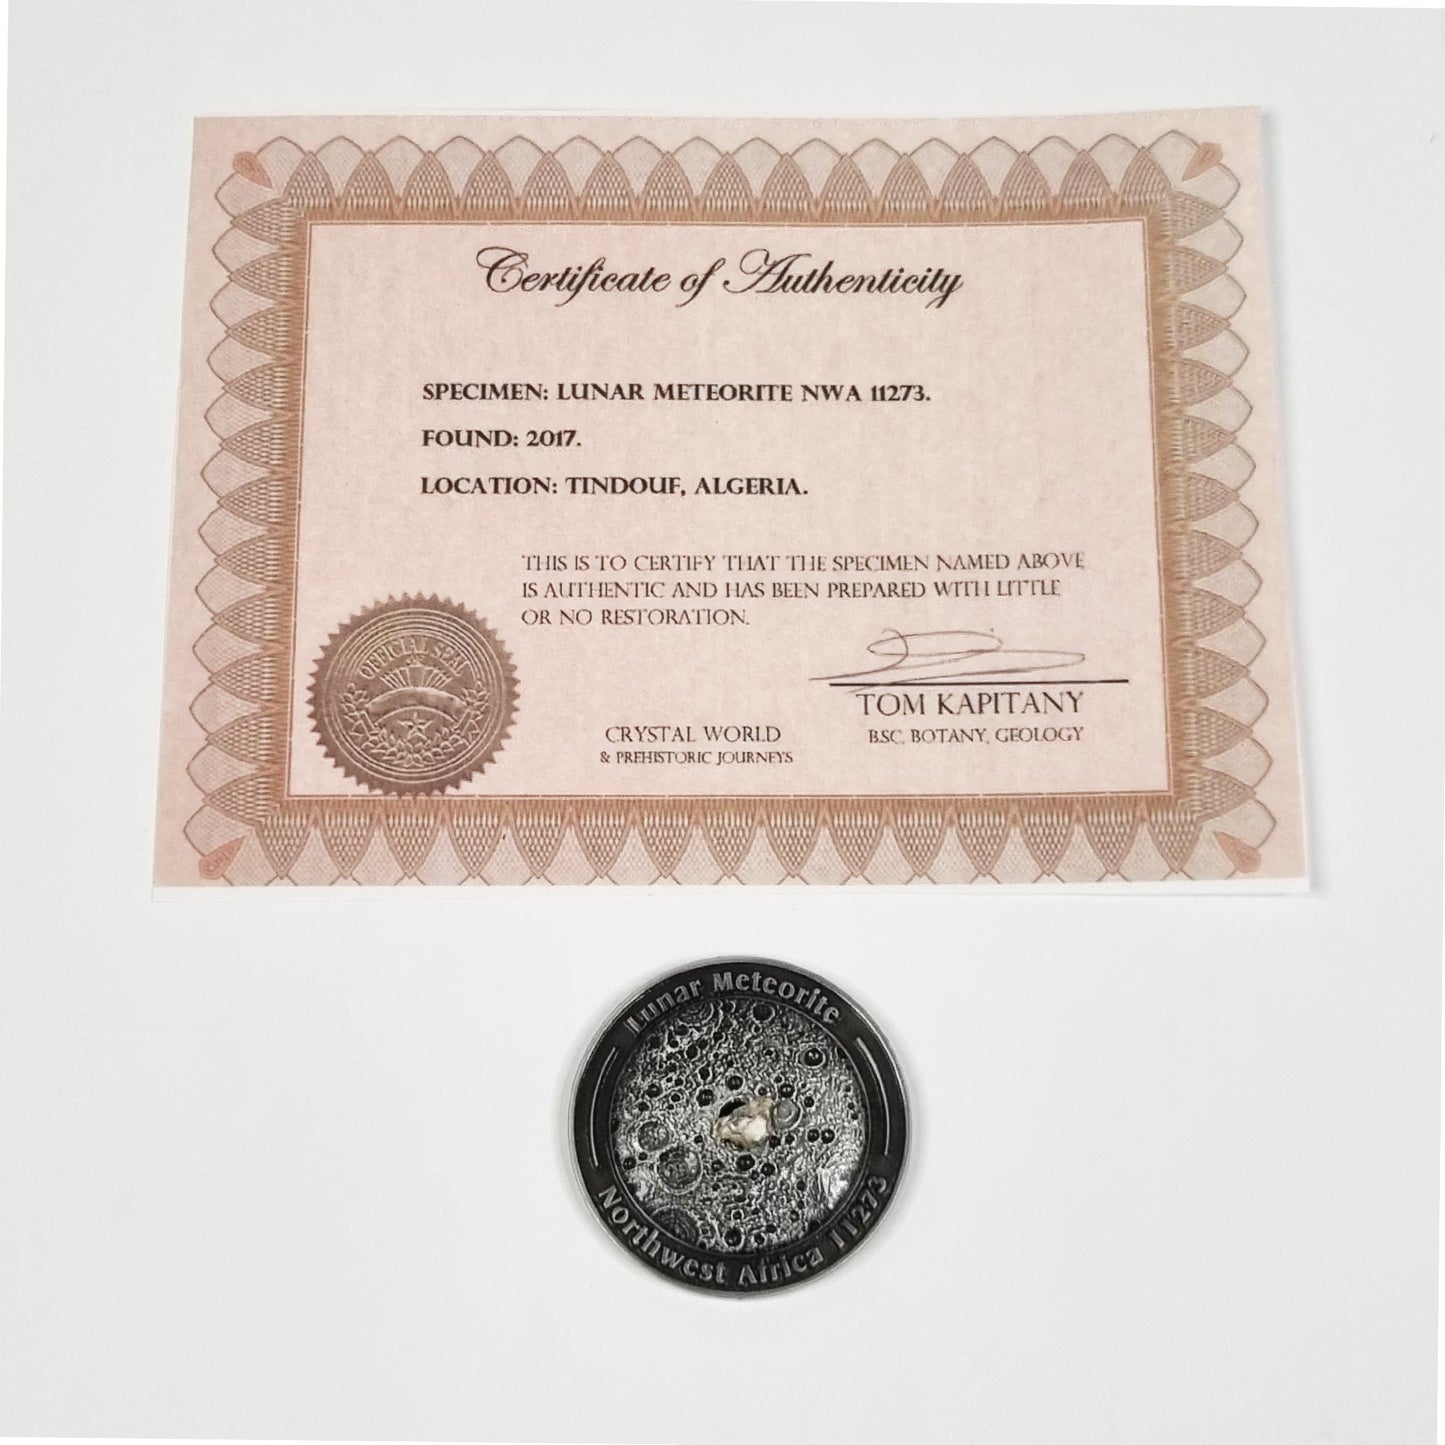 Certificate of Authenticity
SPECIMEN: LUNAR METEORITE NWA 11273.
FOUND: 2017.
LOCATION: TINDOUF, ALGERIA.
THIS IS TO CERTIFY THAT THE SPECIMEN NAMED ABOVE
IS AUTHENTIC AND HAS BEEN PREPARED WITH LITTLE
OR NO RESTORATION.
OFFICIAL SEAL
TOM KAPITANY
B.SC. BOTANY, GEOLOGY
CRYSTAL WORLD
& PREHISTORIC JOURNEYS
Lunar Meteorite
Northwest Africa 11273